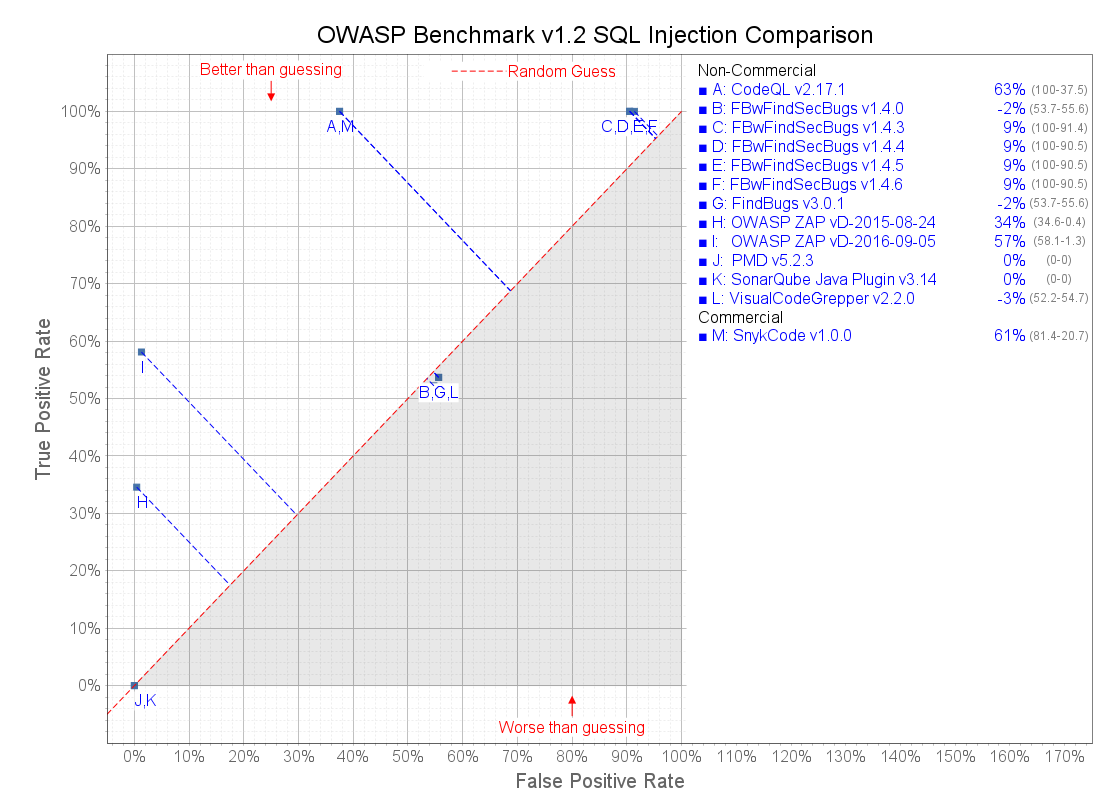 OWASP Benchmark v1.2 SQL Injection Comparison
Better than guessing
Random Guess
Non-Commercial
A: CodeQL v2.17.1 63% (100-37.5)
B: FBwFindSecBugs v1.4.0 -2% (53.7-55.6)
C: FBwFindSecBugs v1.4.3 9% (100-91.4)
D: FBwFindSecBugs v1.4.4 9% (100-90.5)
E: FBwFindSecBugs v1.4.5 9% (100-90.5)
F: FBwFindSecBugs v1.4.6 9% (100-90.5)
G: FindBugs v3.0.1 -2% (53.7-55.6)
H: OWASP ZAP vD-2015-08-24 34% (34.6-0.4)
I: OWASP ZAP vD-2016-09-05 57% (58.1-1.3)
J: PMD v5.2.3 0% (0-0)
K: SonarQube Java Plugin v3.14 0% (0-0)
L: VisualCodeGrepper v2.2.0 -3% (52.2-54.7)
Commercial
M: SnykCode v1.0.0 61% (81.4-20.7)
100%
90%
80%
70%
60%
50%
40%
30%
20%
10%
0%
True Positive Rate
A,M
C,D,E,F
I
B,G,L
H
J,K
Worse than guessing
0% 10% 20% 30% 40% 50% 60% 70% 80% 90% 100% 110% 120% 130% 140% 150% 160% 170%
False Positive Rate